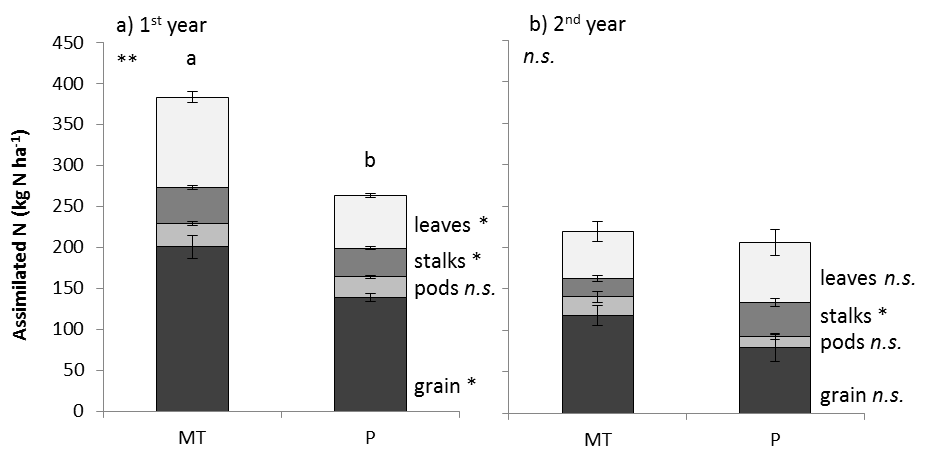 a) 1st year
b) 2nd year
Assimilated N (kg N ha-1)
450
400
350
300
250
200
150
100
50
0
**
a
b
leaves *
stalks *
pods n.s.
grain *
MT
P
n.s.
leaves n.s.
stalks *
pods n.s.
grain n.s.
MT
P